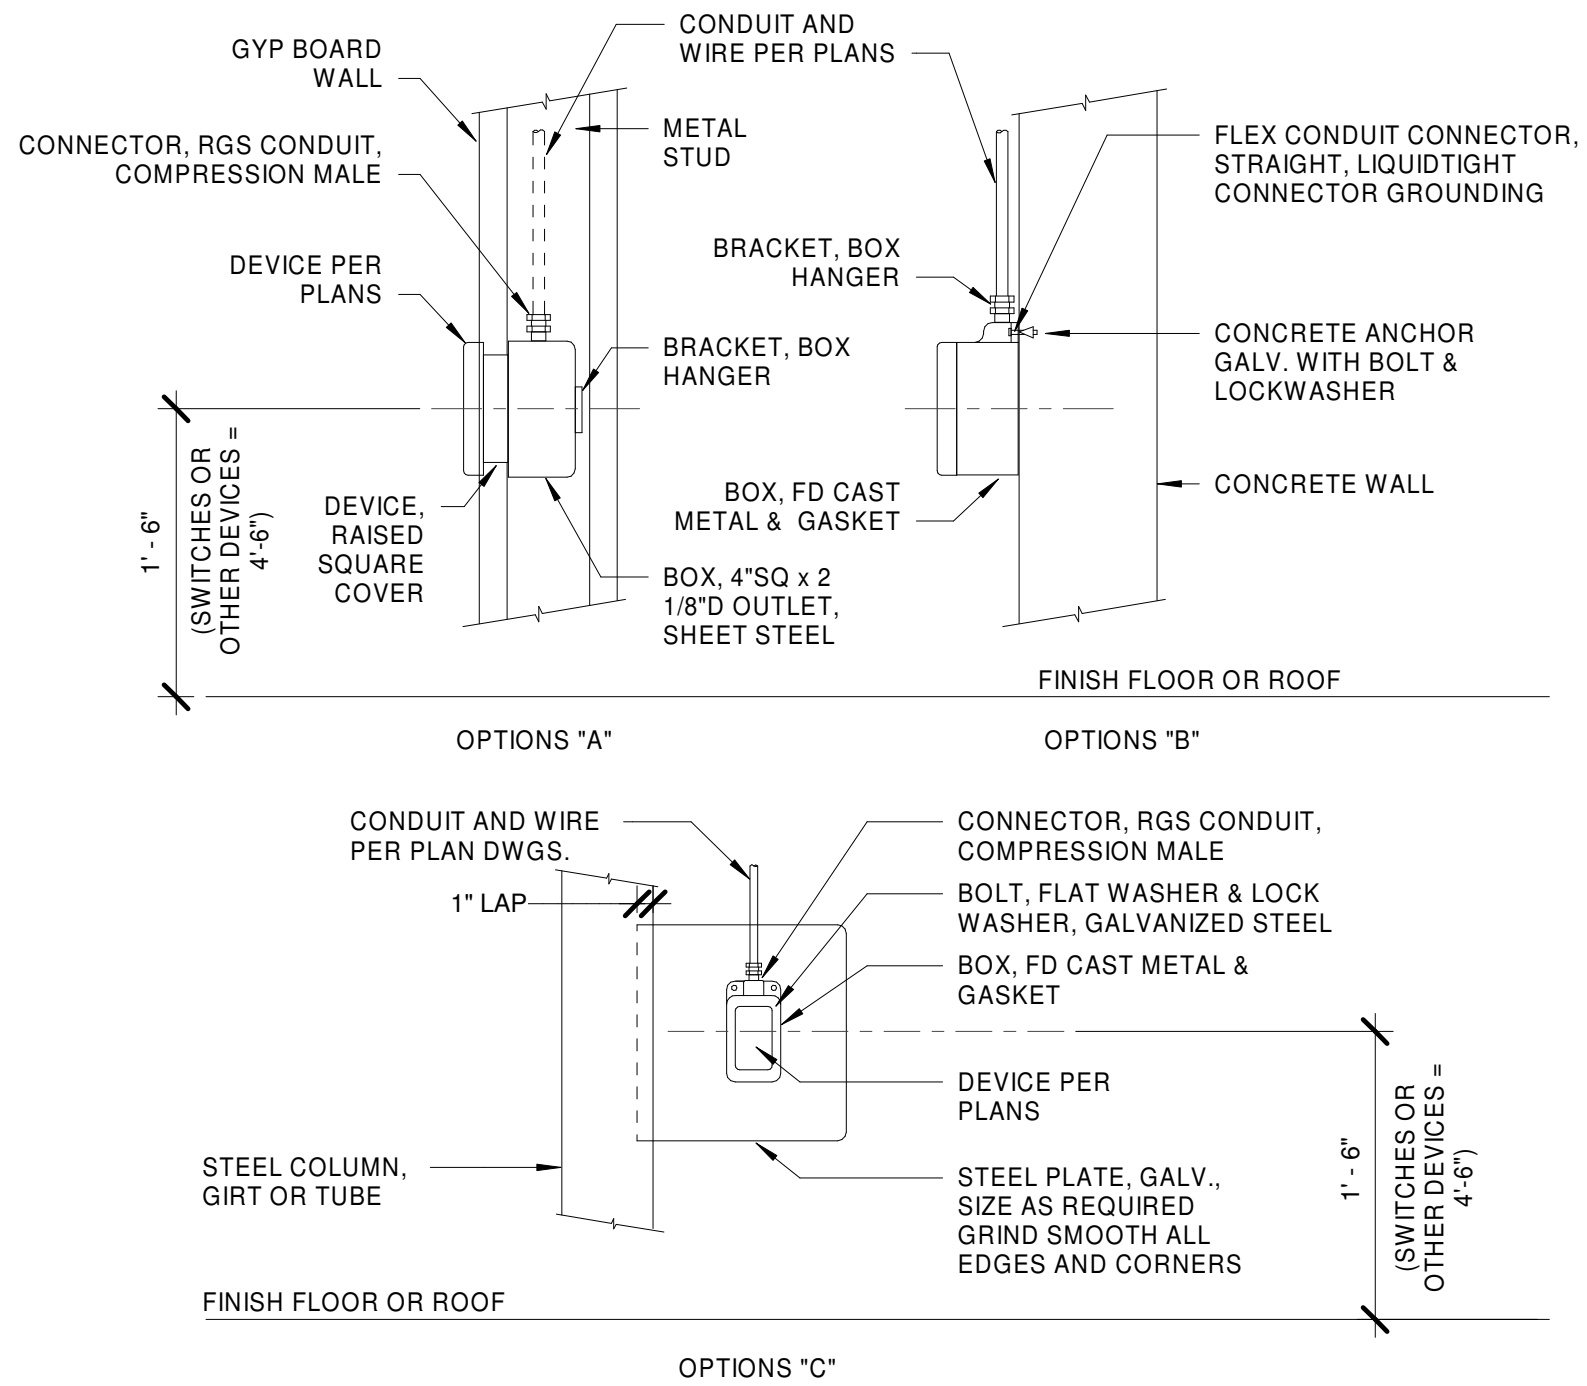 GYP BOARD
WALL
CONDUIT AND
WIRE PER PLANS
CONNECTOR, RGS CONDUIT,
COMPRESSION MALE
METAL
STUD
FLEX CONDUIT CONNECTOR,
STRAIGHT, LIQUIDTIGHT
CONNECTOR GROUNDING
DEVICE PER
PLANS
BRACKET, BOX
HANGER
BRACKET, BOX
HANGER
CONCRETE ANCHOR
GALV. WITH BOLT &
LOCKWASHER
1' - 6"
(SWITCHES OR
OTHER DEVICES =
4'-6")
DEVICE,
RAISED
SQUARE
COVER
BOX, 4"SQ x 2
1/8"D OUTLET,
SHEET STEEL
BOX, FD CAST
METAL & GASKET
CONCRETE WALL
FINISH FLOOR OR ROOF
OPTIONS "A"
OPTIONS "B"
CONDUIT AND WIRE
PER PLAN DWGS.
1" LAP
CONNECTOR, RGS CONDUIT,
COMPRESSION MALE
BOLT, FLAT WASHER & LOCK
WASHER, GALVANIZED STEEL
BOX, FD CAST METAL &
GASKET
DEVICE PER
PLANS
STEEL COLUMN,
GIRT OR TUBE
STEEL PLATE, GALV.,
SIZE AS REQUIRED
GRIND SMOOTH ALL
EDGES AND CORNERS
1' - 6"
(SWITCHES OR
OTHER DEVICES =
4'-6")
FINISH FLOOR OR ROOF
OPTIONS "C"